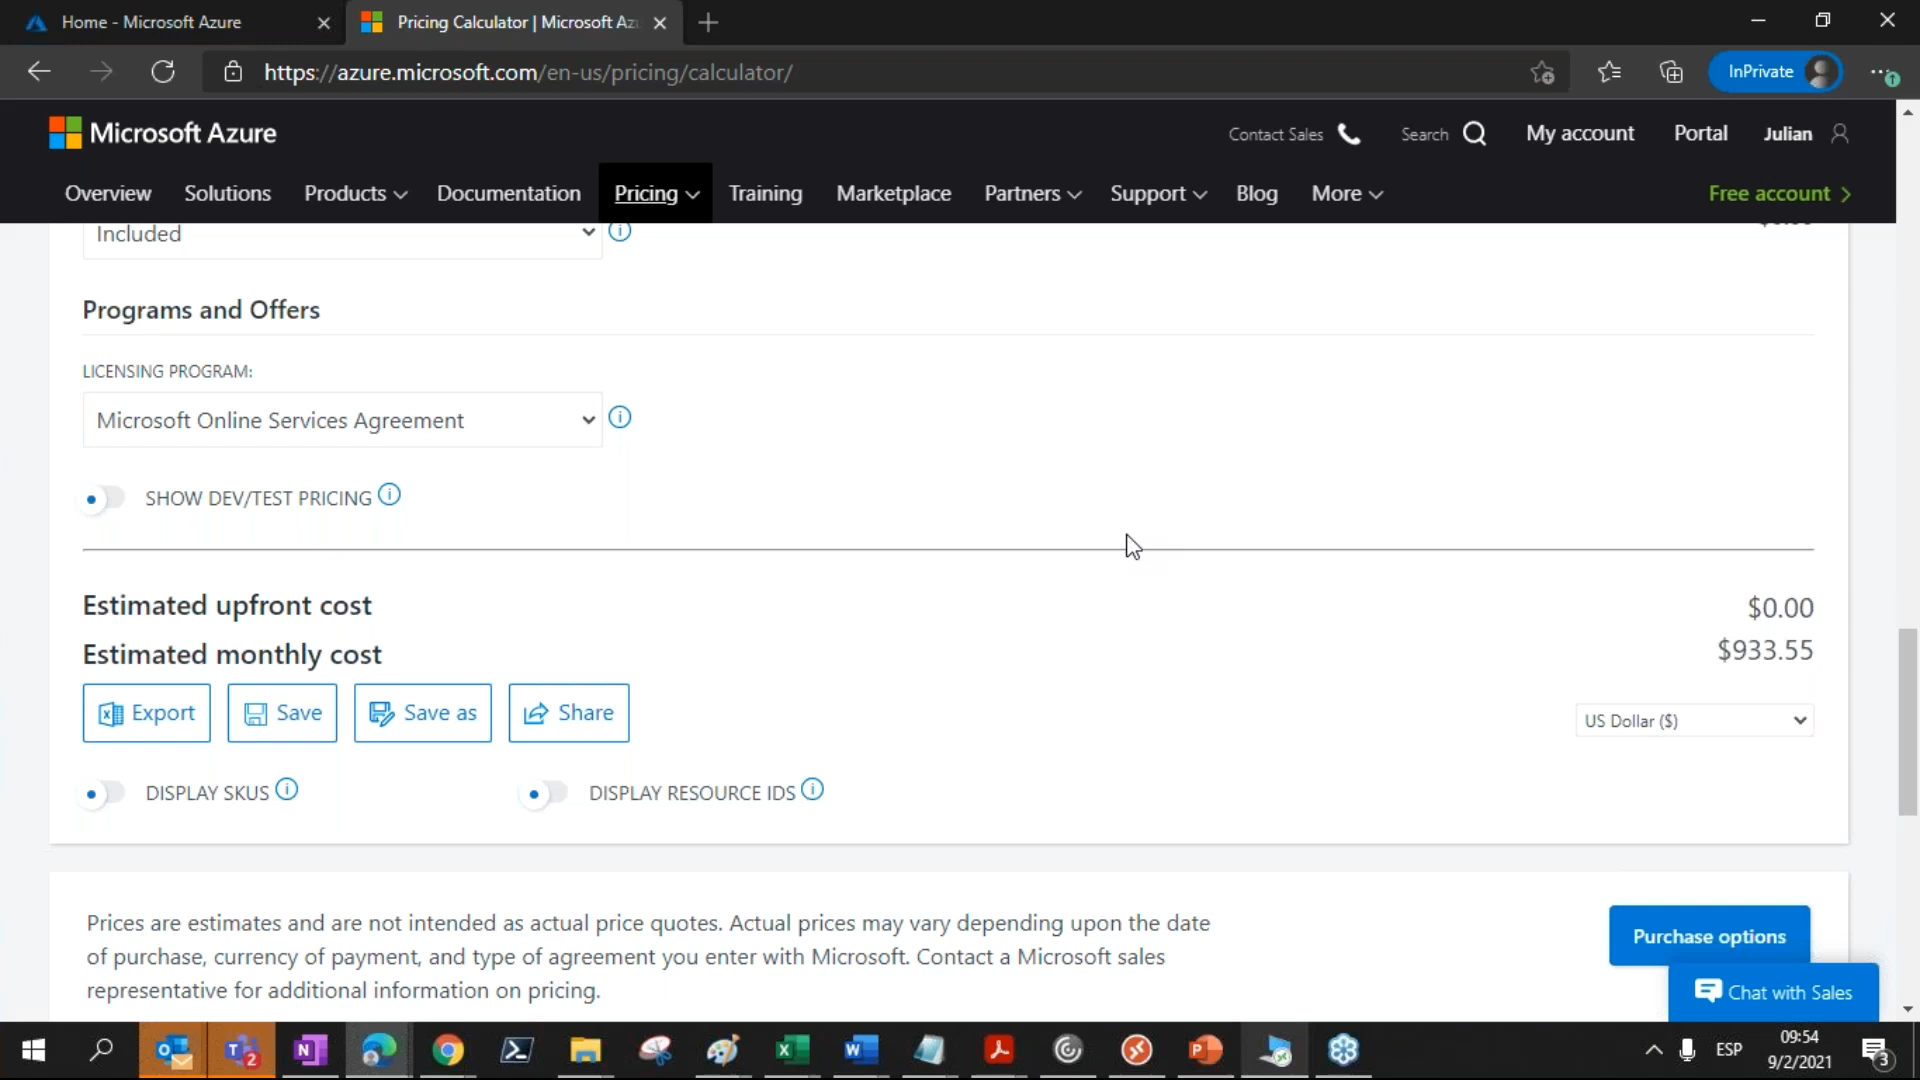 Home - Microsoft Azure
Pricing Calculator | Microsoft Az
https://azure.microsoft.com/en-us/pricing/calculator/
InPrivate
Microsoft Azure
Contact Sales
Search
My account
Portal
Julian
Overview
Solutions
Products
Documentation
Pricing
Training
Marketplace
Partners
Support
Blog
More
Free account
Included
Programs and Offers
LICENSING PROGRAM:
Microsoft Online Services Agreement
SHOW DEV/TEST PRICING
Estimated upfront cost
$0.00
Estimated monthly cost
$933.55
Export
Save
Save as
Share
US Dollar ($)
DISPLAY SKUS
DISPLAY RESOURCE IDS
Prices are estimates and are not intended as actual price quotes. Actual prices may vary depending upon the date
of purchase, currency of payment, and type of agreement you enter with Microsoft. Contact a Microsoft sales
representative for additional information on pricing.
Purchase options
Chat with Sales
2
ESP
09:54
9/2/2021
3